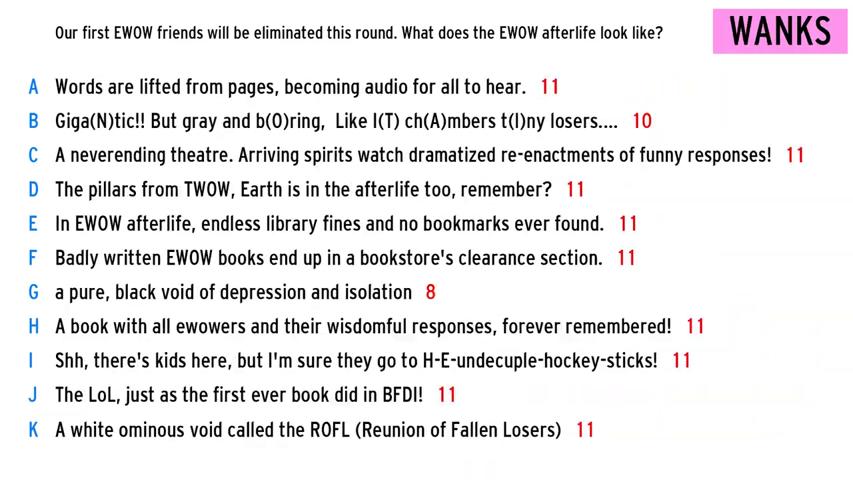 Our first EWOW friends will be eliminated this round. What does the EWOW afterlife look like?
WANKS
A Words are lifted from pages, becoming audio for all to hear. 11
B Giga(N)tic!! But gray and b(O)ring, Like I(T) ch(A)mbers t(I)ny losers.... 10
C A neverending theatre. Arriving spirits watch dramatized re-enactments of funny responses! 11
D The pillars from TWOW, Earth is in the afterlife too, remember? 11
E In EWOW afterlife, endless library fines and no bookmarks ever found. 11
F Badly written EWOW books end up in a bookstore's clearance section. 11
G a pure, black void of depression and isolation 8
H A book with all ewowers and their wisdomful responses, forever remembered! 11
I Shh, there's kids here, but I'm sure they go to H-E-undecuple-hockey-sticks! 11
J The LoL, just as the first ever book did in BFDI! 11
K A white ominous void called the ROFL (Reunion of Fallen Losers) 11